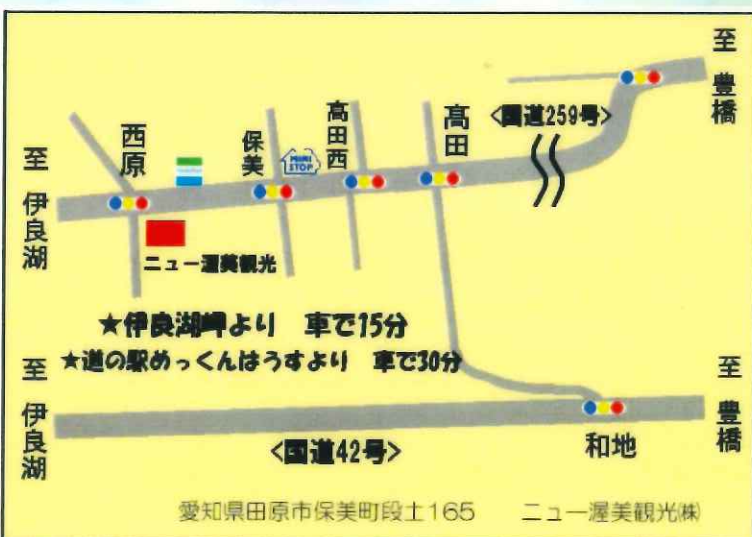 至 豊橋
〈国道259号〉
髙田
高田西
MINI STOP
保美
西原
至 伊良湖
ニュー渥美観光
★伊良湖岬より 車で15分
★道の駅めっくんはうすより 車で30分
至 伊良湖
〈国道42号〉
和地
至 豊橋
愛知県田原市保美町段土165 ニュー渥美観光㈱